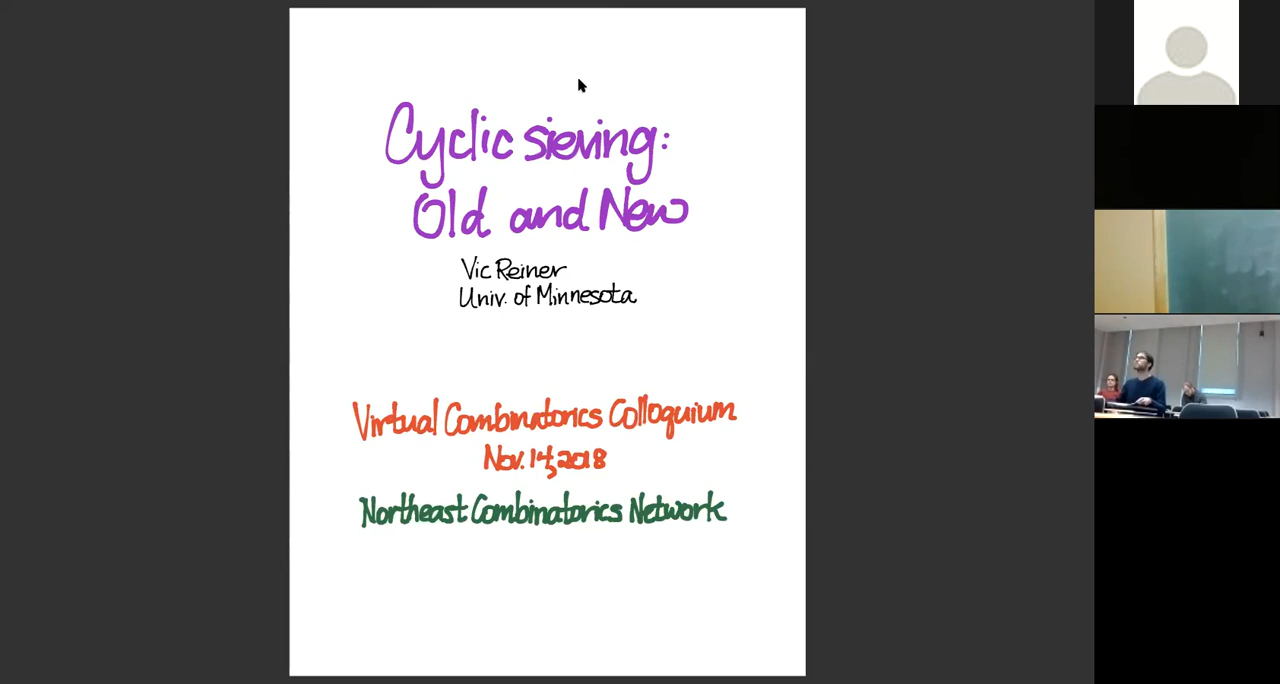 Cyclic sieving:
Old and New
Vic Reiner
Univ. of Minnesota
Virtual Combinatorics Colloquium
Nov. 14, 2018
Northeast Combinatorics Network